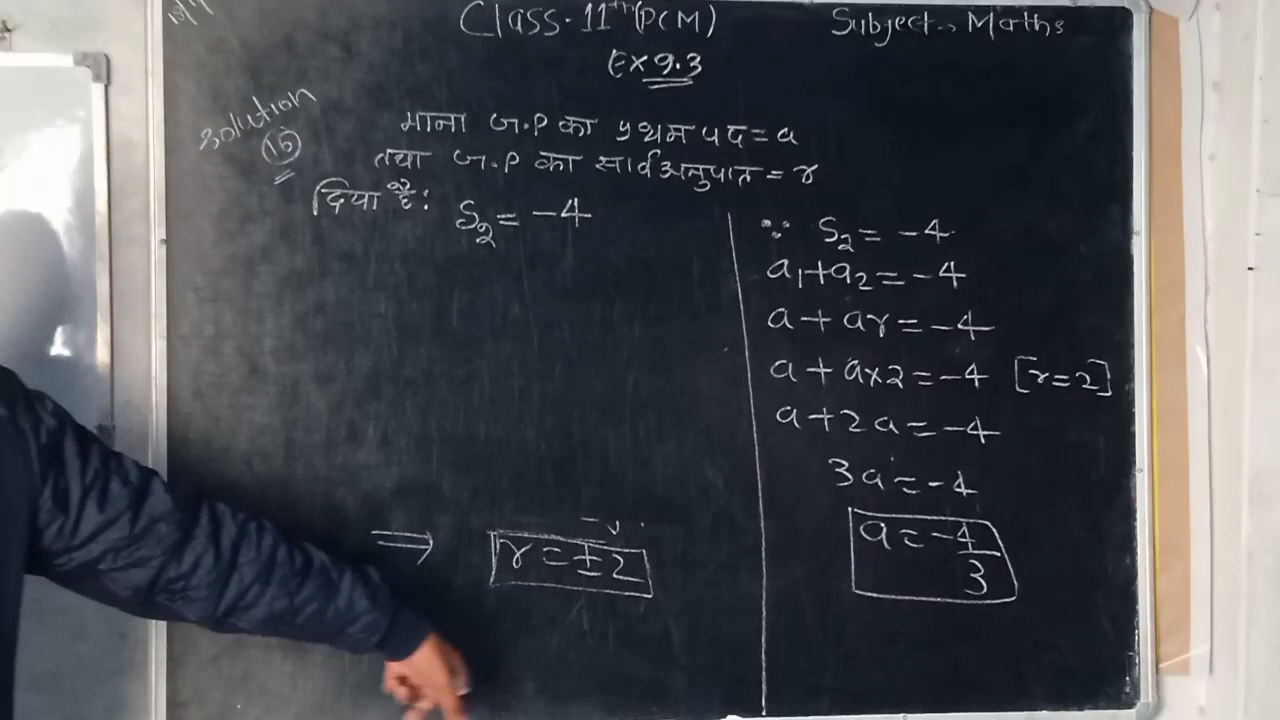 Class-11th (PCM) Subject → Maths
Ex 9.3
Solution
15
माना G.P का प्रथम पद = a
तथा G.P का सार्वअनुपात = r
दिया है: S₂ = -4
⇒ r = ±2
∵ S₂ = -4
a₁+a₂ = -4
a + ar = -4
a + a×2 = -4 [r=2]
a + 2a = -4
3a = -4
a = -4/3